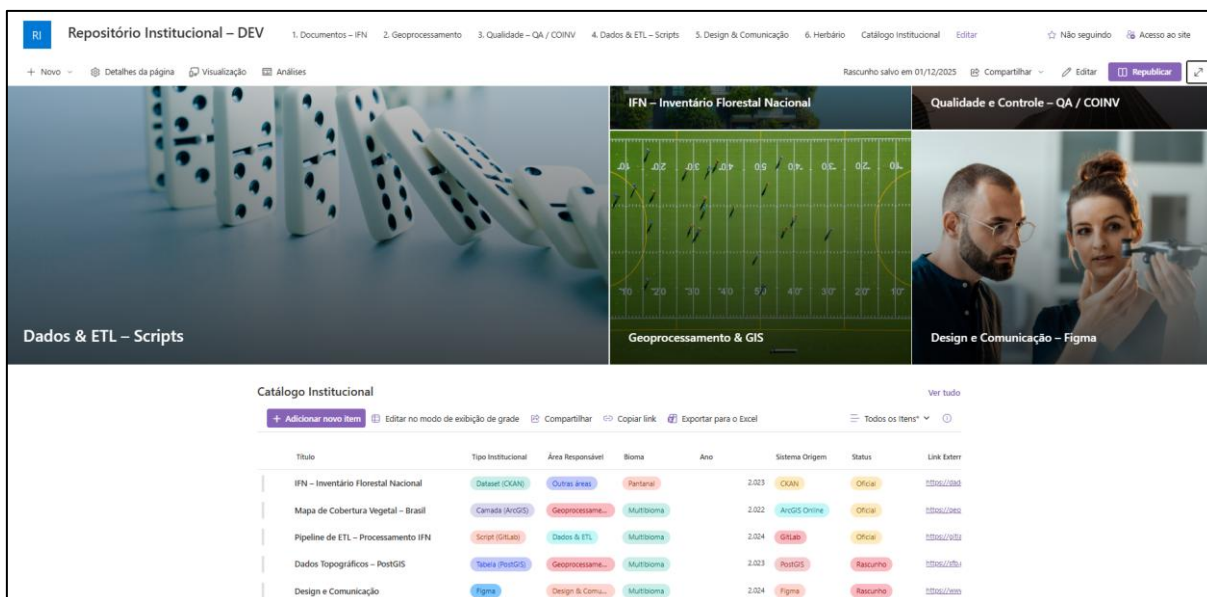 RI Repositório Institucional – DEV 1. Documentos – IFN 2. Geoprocessamento 3. Qualidade – QA / COINV 4. Dados & ETL – Scripts 5. Design & Comunicação 6. Herbário Catálogo Institucional Editar Não seguindo Acesso ao site
+ Novo Detalhes da página Visualização Análises Rascunho salvo em 01/12/2025 Compartilhar Editar Republicar
IFN – Inventário Florestal Nacional Qualidade e Controle – QA / COINV
Dados & ETL – Scripts Geoprocessamento & GIS Design e Comunicação – Figma
Catálogo Institucional Ver tudo
+ Adicionar novo item Editar no modo de exibição de grade Compartilhar Copiar link Exportar para o Excel Todos os Itens*
Título Tipo Institucional Área Responsável Bioma Ano Sistema Origem Status Link Extern
IFN – Inventário Florestal Nacional Dataset (CKAN) Outras áreas Pantanal 2.023 CKAN Oficial
Mapa de Cobertura Vegetal – Brasil Camada (ArcGIS) Geoprocessame... Multibioma 2.022 ArcGIS Online Oficial
Pipeline de ETL – Processamento IFN Script (GitLab) Dados & ETL Multibioma 2.024 GitLab Oficial
Dados Topográficos – PostGIS Tabela (PostGIS) Geoprocessame... Multibioma 2.023 PostGIS Rascunho
Design e Comunicação Figma Design & Comu... Multibioma 2.024 Figma Rascunho